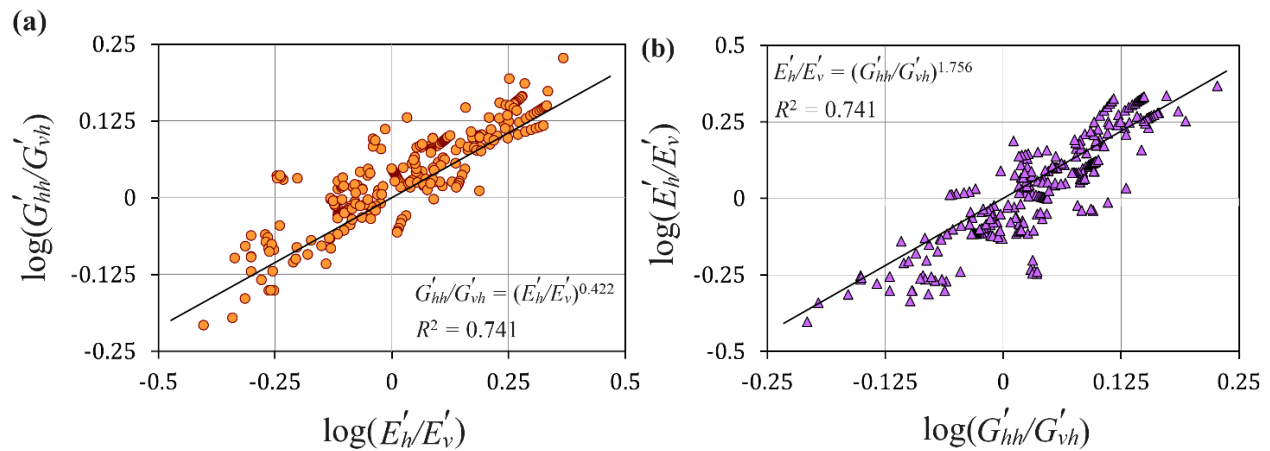 (a)
log(G′hh/G′vh)
0.25
0.125
0
-0.125
-0.25
G′hh/G′vh = (E′h/E′v)^0.422
R² = 0.741
-0.5
-0.25
0
0.25
0.5
log(E′h/E′v)
(b)
log(E′h/E′v)
0.5
0.25
0
-0.25
-0.5
E′h/E′v = (G′hh/G′vh)^1.756
R² = 0.741
-0.25
-0.125
0
0.125
0.25
log(G′hh/G′vh)